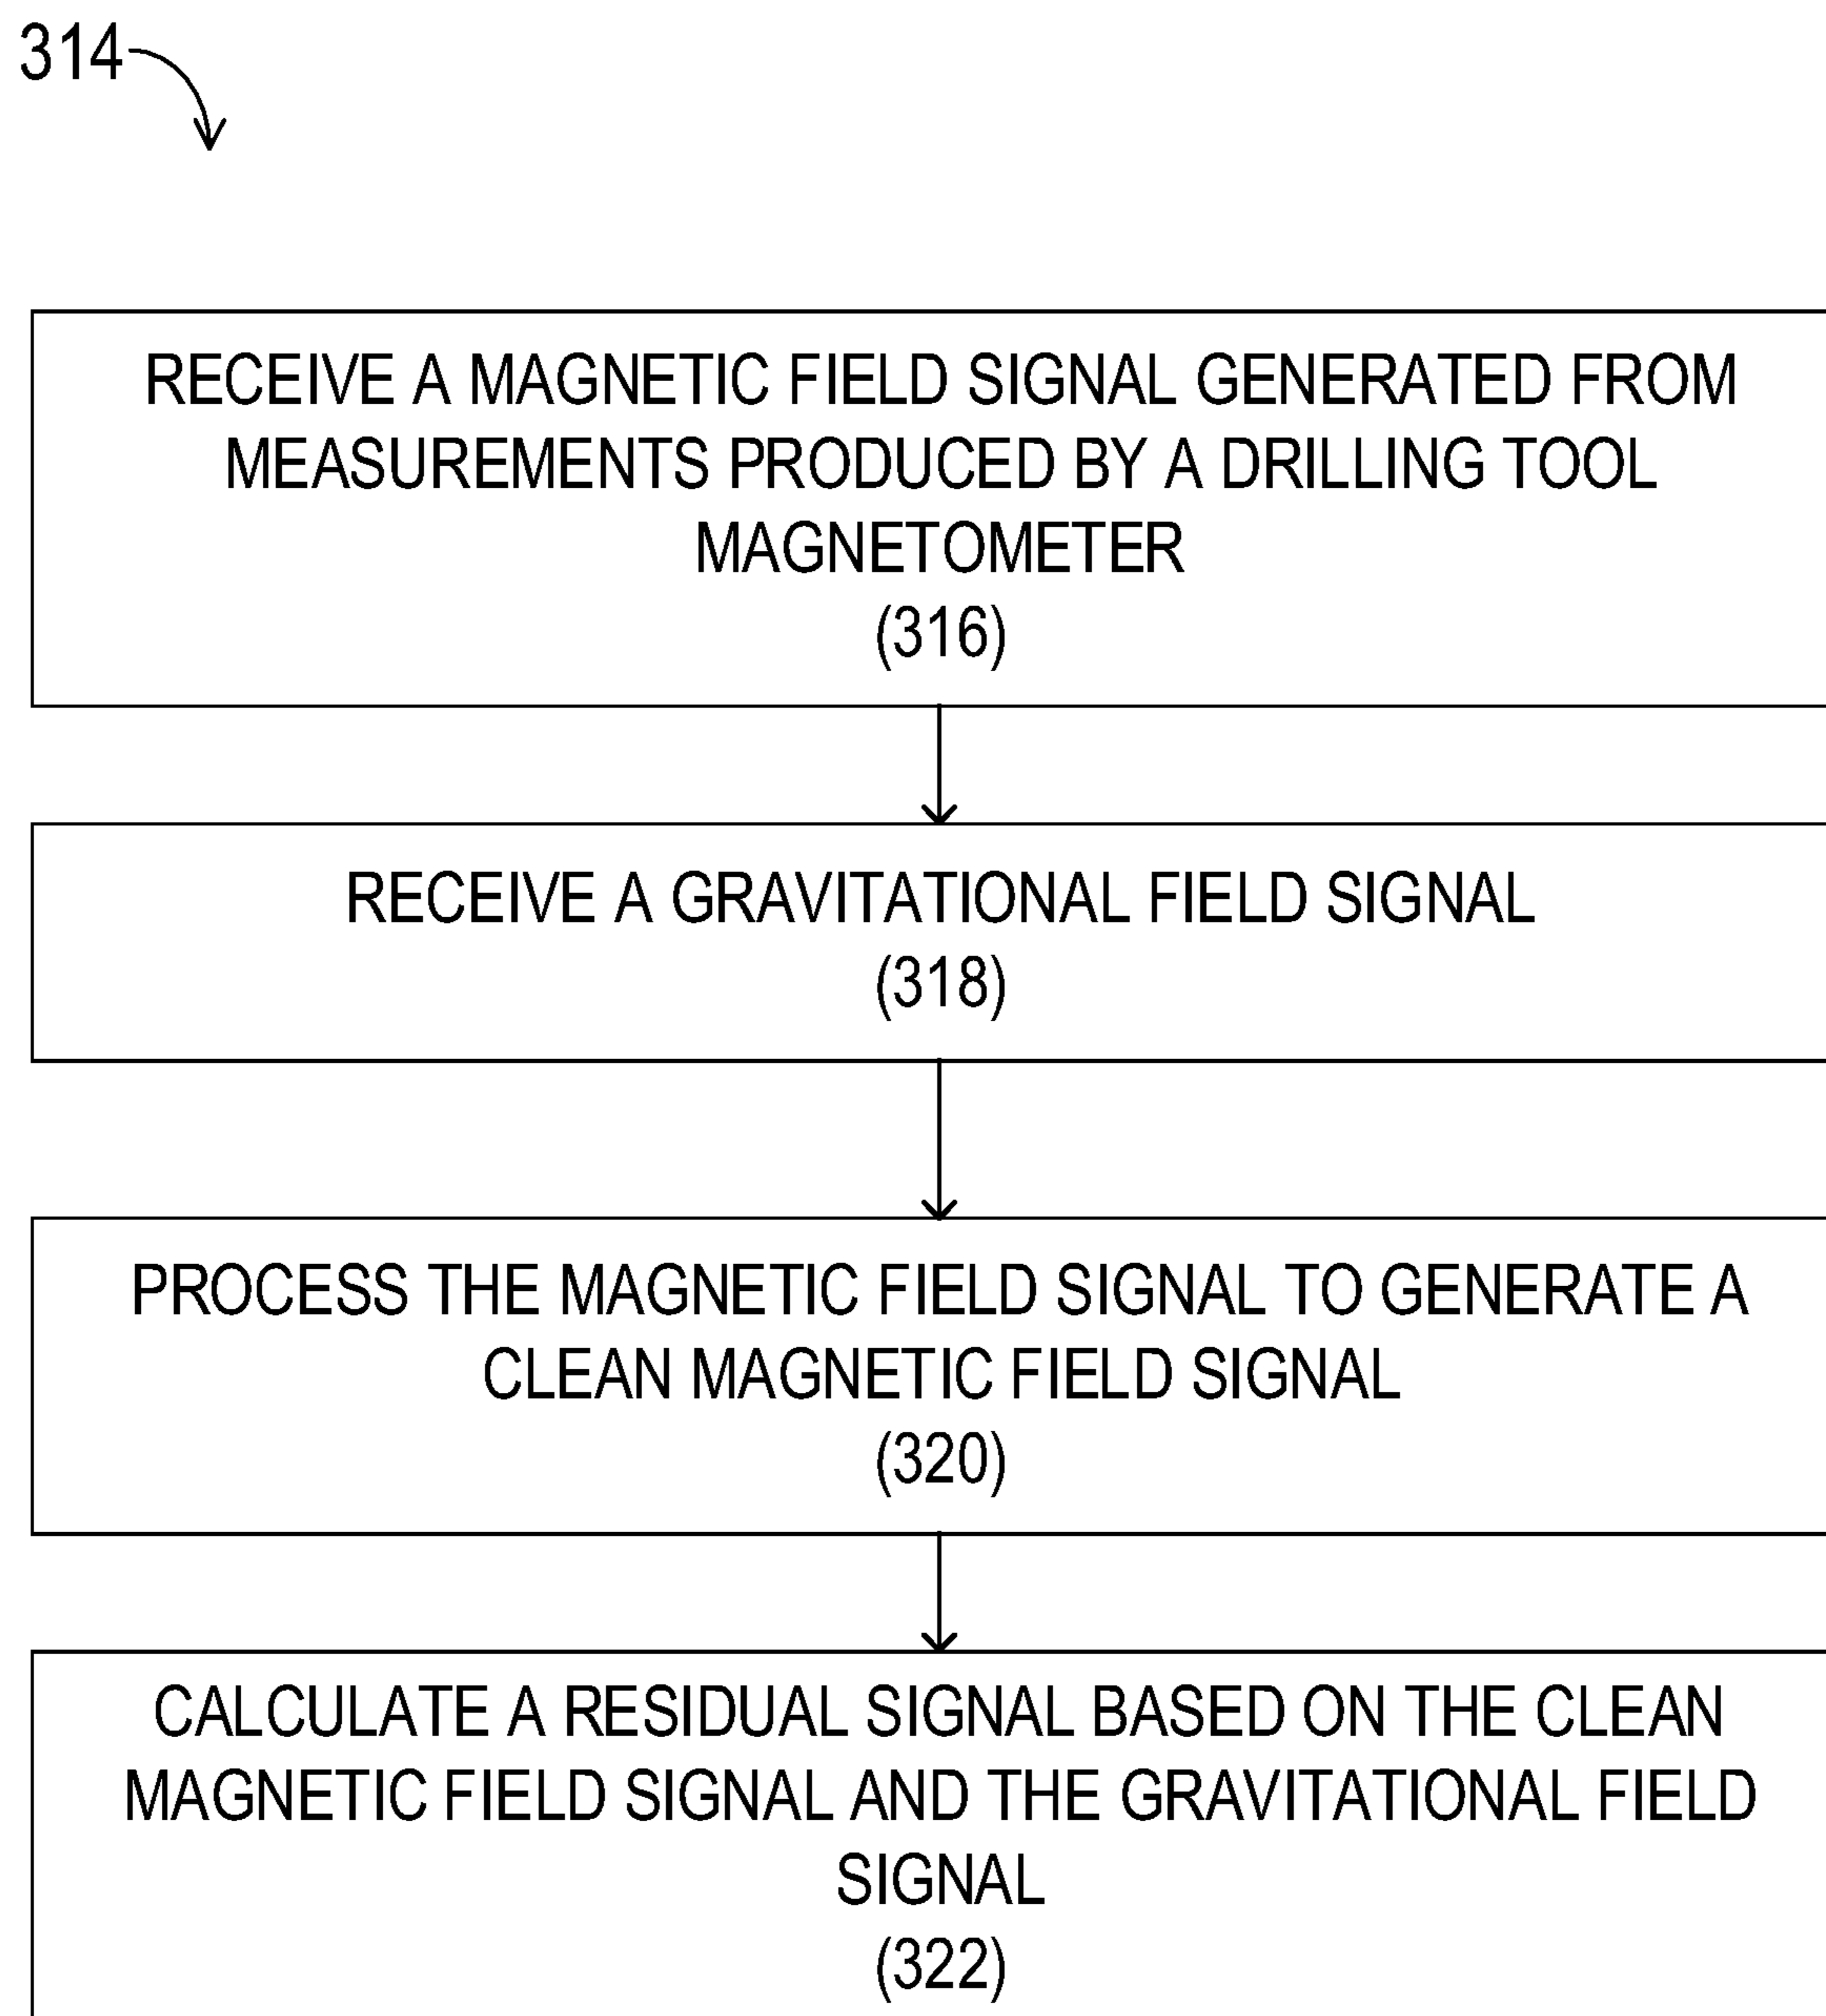 314
RECEIVE A MAGNETIC FIELD SIGNAL GENERATED FROM
MEASUREMENTS PRODUCED BY A DRILLING TOOL
MAGNETOMETER
(316)
RECEIVE A GRAVITATIONAL FIELD SIGNAL
(318)
PROCESS THE MAGNETIC FIELD SIGNAL TO GENERATE A
CLEAN MAGNETIC FIELD SIGNAL
(320)
CALCULATE A RESIDUAL SIGNAL BASED ON THE CLEAN
MAGNETIC FIELD SIGNAL AND THE GRAVITATIONAL FIELD
SIGNAL
(322)